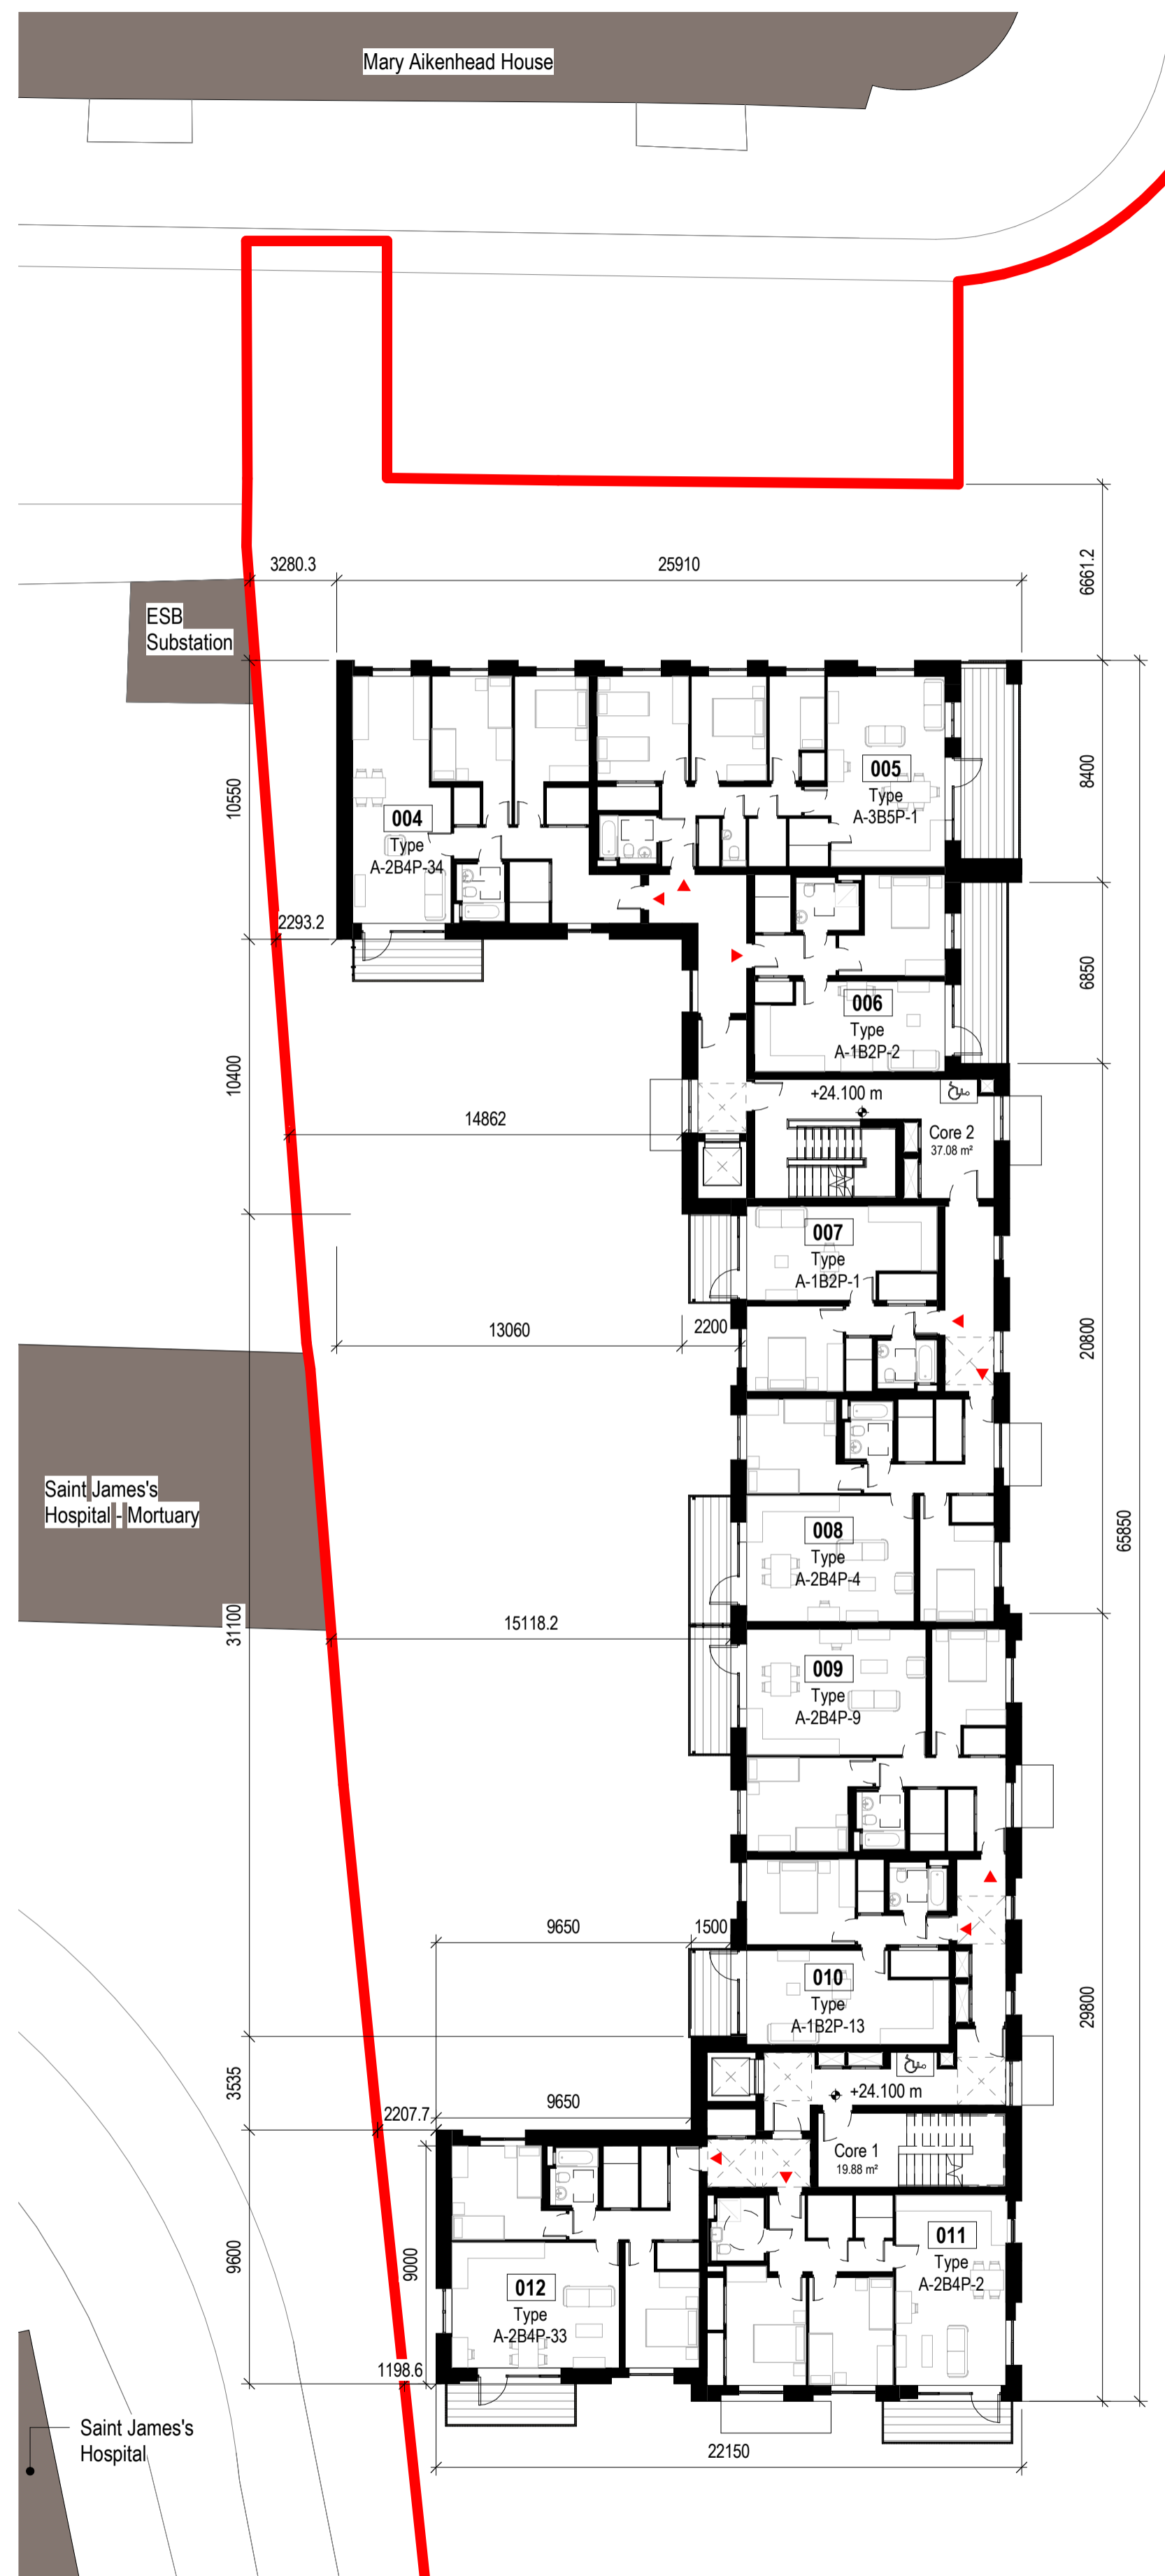 Mary Aikenhead House
3280.3
25910
6661.2
ESB
Substation
10550
8400
005
Type
A-3B5P-1
004
Type
A-2B4P-34
2293.2
6850
006
Type
A-1B2P-2
10400
+24.100 m
14862
Core 2
37.08 m²
007
Type
A-1B2P-1
13060
2200
20800
Saint James's
Hospital - Mortuary
65850
008
Type
A-2B4P-4
31100
15118.2
009
Type
A-2B4P-9
9650
1500
010
Type
A-1B2P-13
29800
3535
+24.100 m
9650
2207.7
Core 1
19.88 m²
011
Type
A-2B4P-2
9600
9000
012
Type
A-2B4P-33
1198.6
Saint James's
Hospital
22150